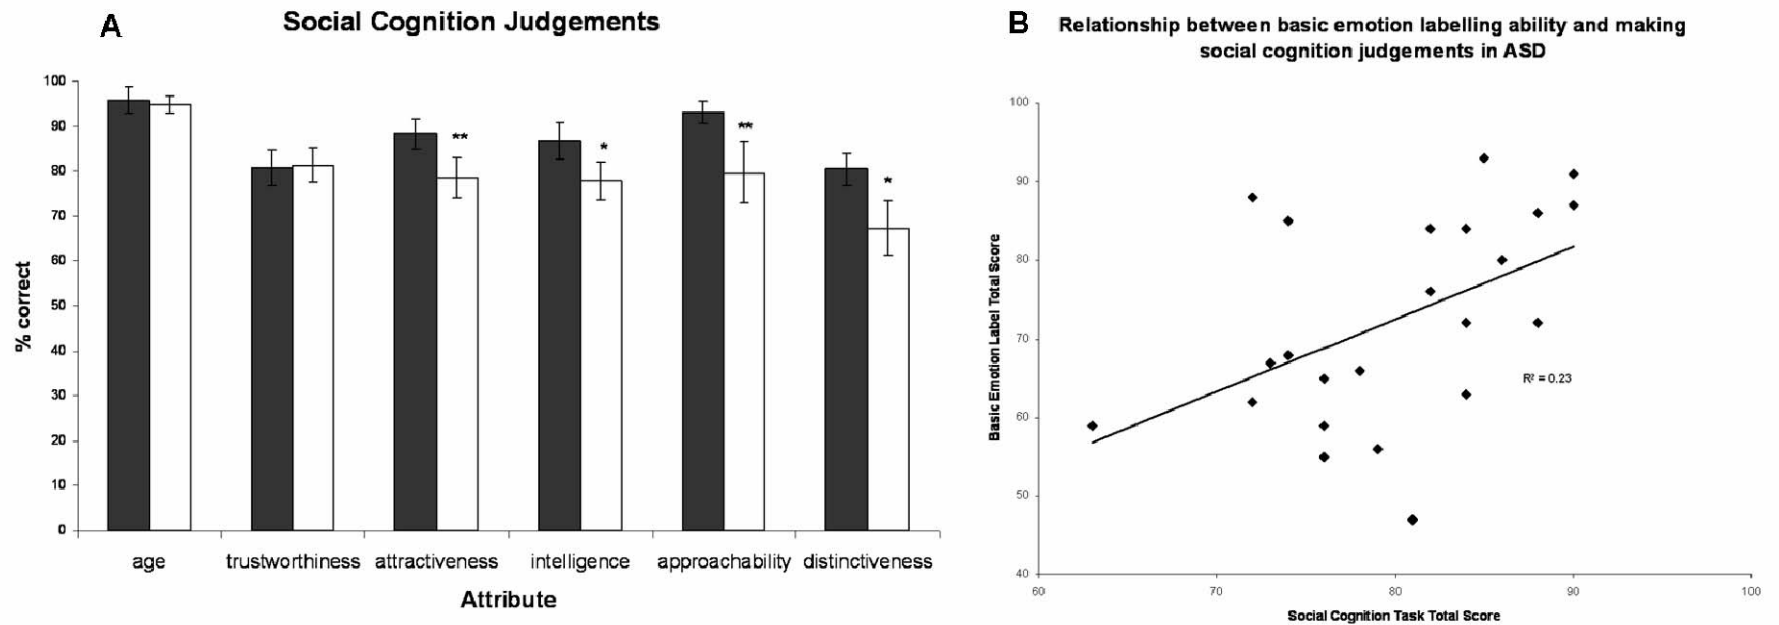 A
Social Cognition Judgements
100
90
80
70
60
50
40
30
20
10
0
% correct
**
*
**
*
age trustworthiness attractiveness intelligence approachability distinctiveness
Attribute
B
Relationship between basic emotion labelling ability and making
social cognition judgements in ASD
100
90
80
70
60
50
40
Basic Emotion Label Total Score
R² = 0.23
60 70 80 90 100
Social Cognition Task Total Score